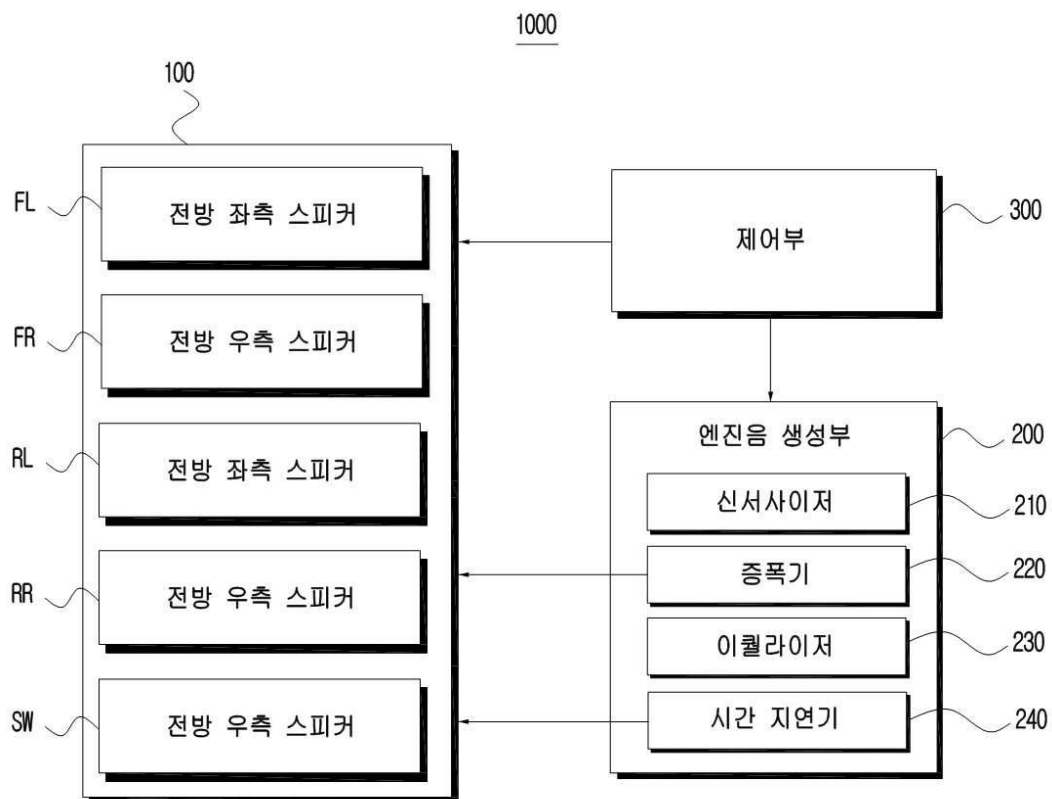 1000
100
FL
전방 좌측 스피커
FR
전방 우측 스피커
RL
전방 좌측 스피커
RR
전방 우측 스피커
SW
전방 우측 스피커
제어부
300
엔진음 생성부
200
신서사이저
210
증폭기
220
이퀄라이저
230
시간 지연기
240